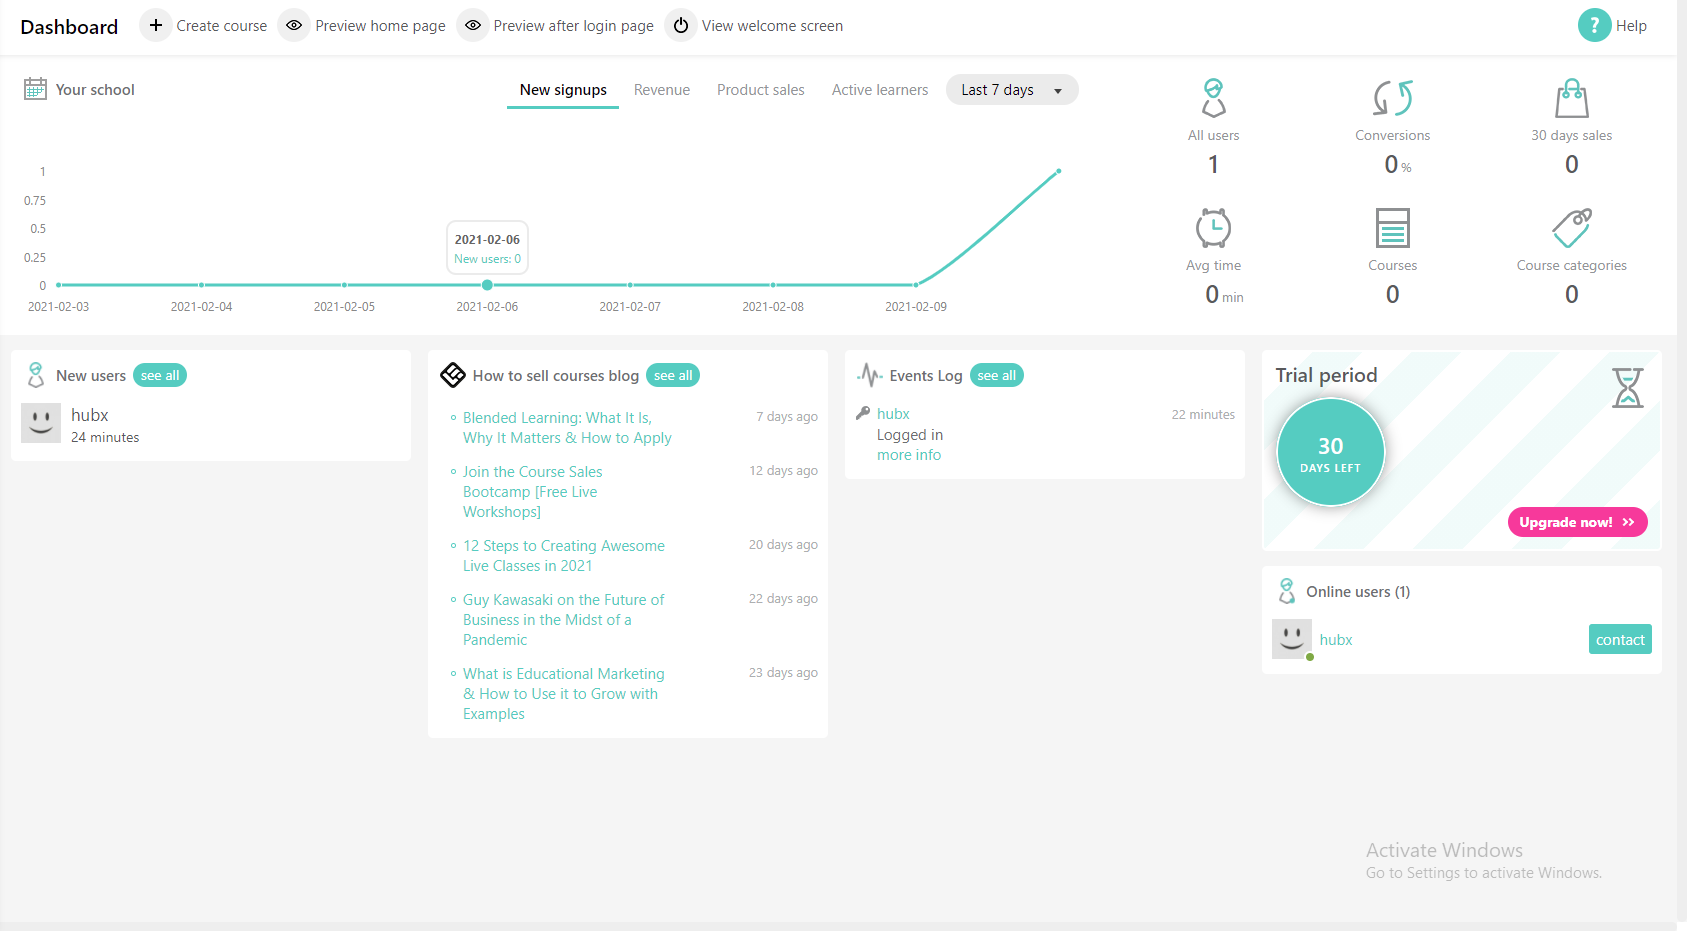 Dashboard
Create course
Preview home page
Preview after login page
View welcome screen
? Help
Your school
New signups
Revenue
Product sales
Active learners
Last 7 days
1
0.75
0.5
0.25
0
2021-02-06
New users: 0
2021-02-03
2021-02-04
2021-02-05
2021-02-06
2021-02-07
2021-02-08
2021-02-09
All users
1
Conversions
0 %
30 days sales
0
Avg time
0 min
Courses
0
Course categories
0
New users see all
hubx
24 minutes
How to sell courses blog see all
Blended Learning: What It Is, 7 days ago
Why It Matters & How to Apply
Join the Course Sales 12 days ago
Bootcamp [Free Live
Workshops]
12 Steps to Creating Awesome 20 days ago
Live Classes in 2021
Guy Kawasaki on the Future of 22 days ago
Business in the Midst of a
Pandemic
What is Educational Marketing 23 days ago
& How to Use it to Grow with
Examples
Events Log see all
hubx 22 minutes
Logged in
more info
Trial period
30
DAYS LEFT
Upgrade now!
Online users (1)
hubx contact
Activate Windows
Go to Settings to activate Windows.